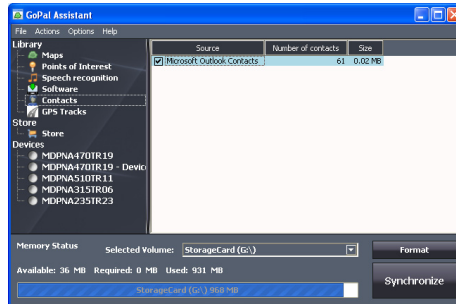 GoPal Assistant
File Actions Options Help
Library
Maps
Points of Interest
Speech recognition
Software
Contacts
GPS Tracks
Store
Store
Devices
MDPNA470TR19
MDPNA470TR19 - Devic
MDPNA510TR11
MDPNA315TR06
MDPNA235TR23
Source Number of contacts Size
Microsoft Outlook Contacts 61 0.02 MB
Memory Status
Selected Volume: StorageCard (G:\)
Format
Available: 36 MB Required: 0 MB Used: 931 MB
StorageCard (G:\) 968 MB
Synchronize